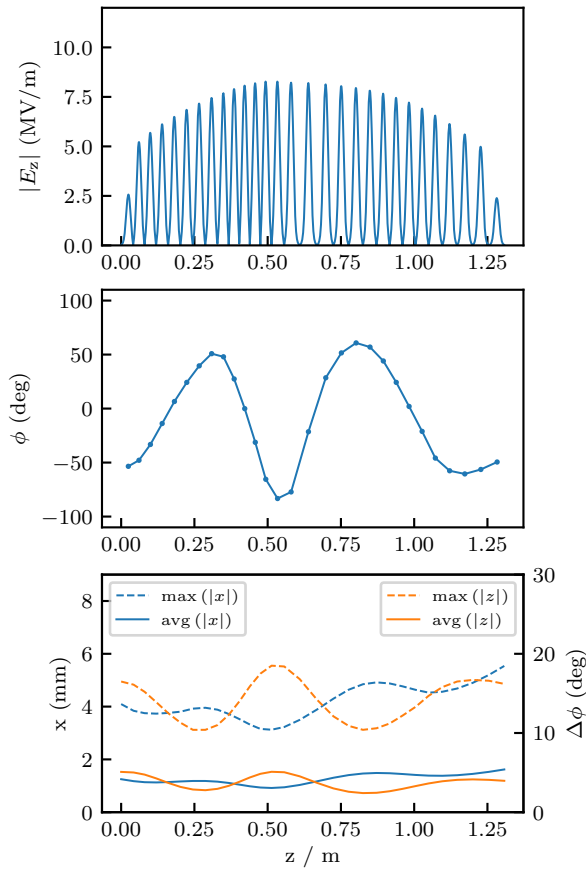 |E_z| (MV/m)
10.0
7.5
5.0
2.5
0.0
0.00 0.25 0.50 0.75 1.00 1.25
ϕ (deg)
100
50
0
−50
−100
0.00 0.25 0.50 0.75 1.00 1.25
max (|x|)
avg (|x|)
max (|z|)
avg (|z|)
x (mm)
8
6
4
2
0
Δϕ (deg)
30
20
10
0
0.00 0.25 0.50 0.75 1.00 1.25
z / m